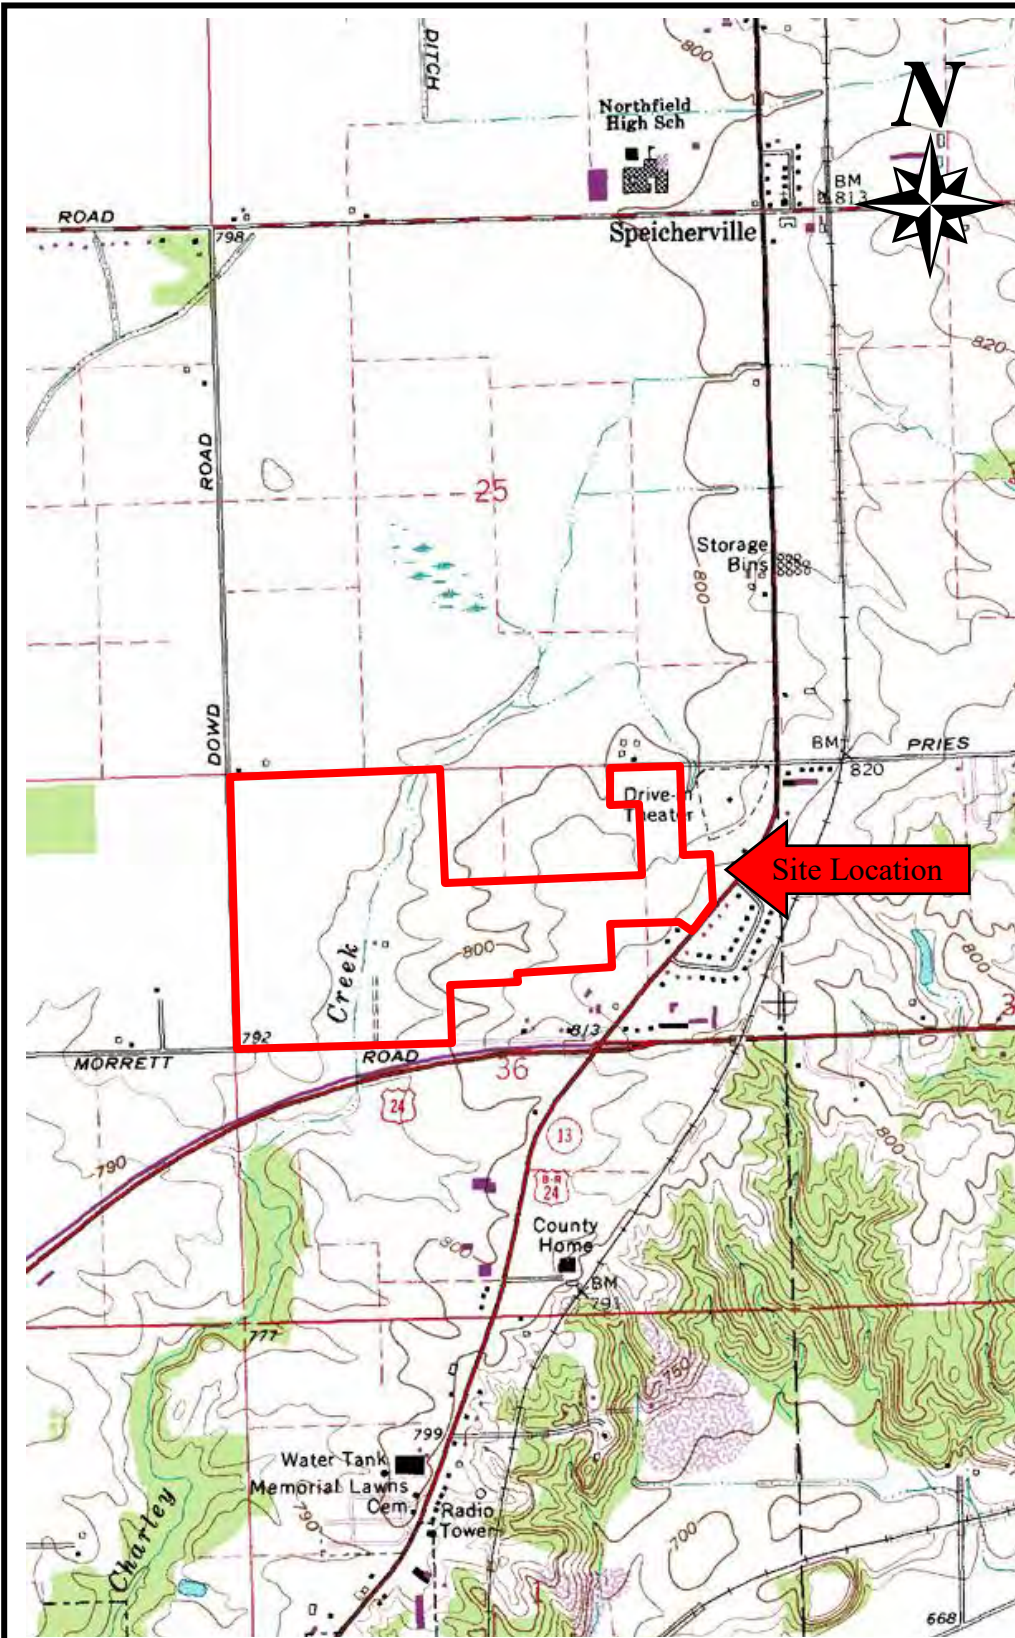 DITCH
800
N
Northfield
High Sch
BM
813
ROAD
798
Speicherville
820
ROAD
25
Storage
Bins
800
DOWD
BM
PRIES
820
Drive-In
Theater
Site Location
Creek
800
800
792
813
MORRETT
ROAD
36
24
13
800
790
B-R
24
County
Home
800
BM
791
777
750
799
Water Tank
Memorial Lawns
Cem
790
Radio
Tower
Charley
700
1
668